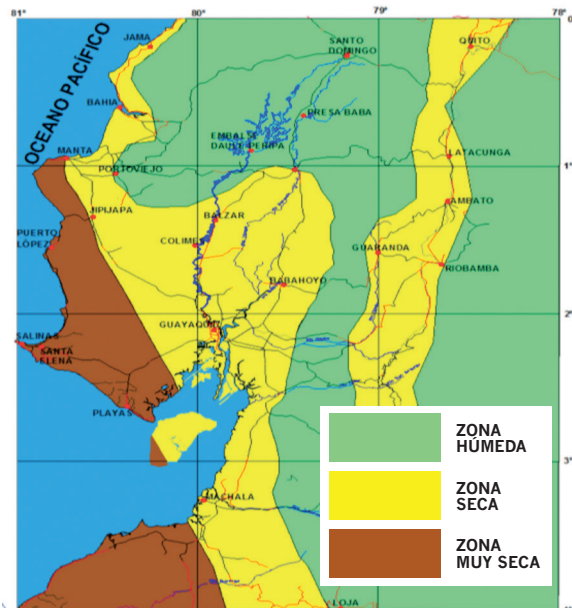 81°
80°
79°
78°
OCEANO PACÍFICO
JAMA
SANTO
DOMINGO
QUITO
BAHIA
PRESA BABA
EMBALSE
DAULE-PERIPA
MANTA
PORTOVIEJO
LATACUNGA
1°
JIPIJAPA
BALZAR
AMBATO
PUERTO
LÓPEZ
COLIMES
GUARANDA
RIOBAMBA
BABAHOYO
2°
GUAYAQUIL
SALINAS
SANTA
ELENA
PLAYAS
3°
MACHALA
LOJA
ZONA
HÚMEDA
ZONA
SECA
ZONA
MUY SECA